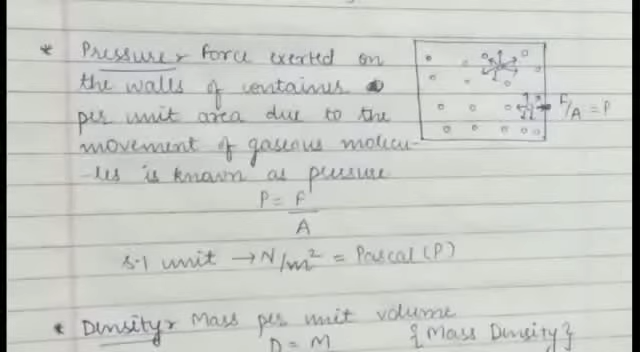 * Pressure → Force exerted on
the walls of container
per unit area due to the
movement of gaseous molecu-
les is known as pressure
F/A = P
P = F
A
S.I unit → N/m² = Pascal (P)
* Density → Mass per unit volume
D = M {Mass Density}